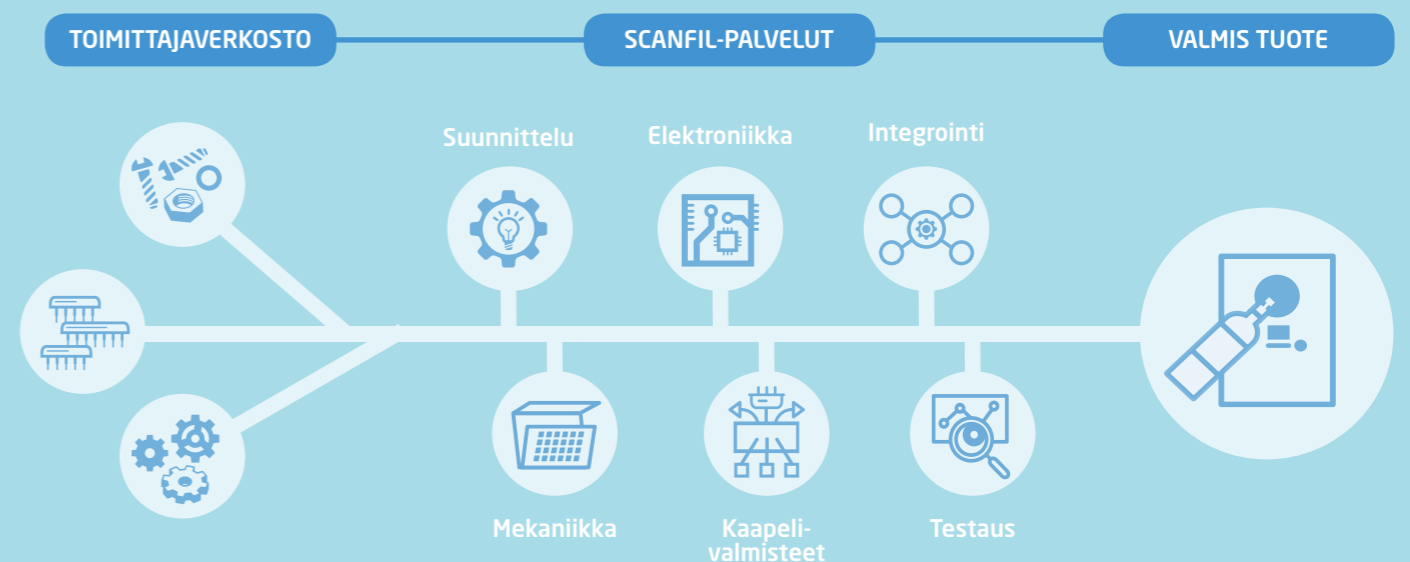 TOIMITTAJAVERKOSTO
SCANFIL-PALVELUT
VALMIS TUOTE
Suunnittelu
Elektroniikka
Integrointi
Mekaniikka
Kaapeli-
valmisteet
Testaus